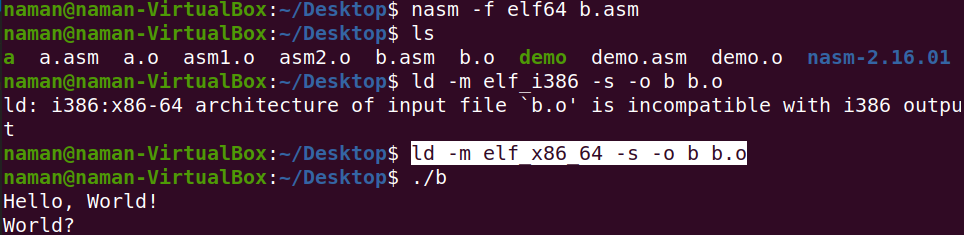 naman@naman-VirtualBox:~/Desktop$ nasm -f elf64 b.asm
naman@naman-VirtualBox:~/Desktop$ ls
a  a.asm  a.o  asm1.o  asm2.o  b.asm  b.o  demo  demo.asm  demo.o  nasm-2.16.01
naman@naman-VirtualBox:~/Desktop$ ld -m elf_i386 -s -o b b.o
ld: i386:x86-64 architecture of input file `b.o' is incompatible with i386 outpu
t
naman@naman-VirtualBox:~/Desktop$ ld -m elf_x86_64 -s -o b b.o
naman@naman-VirtualBox:~/Desktop$ ./b
Hello, World!
World?